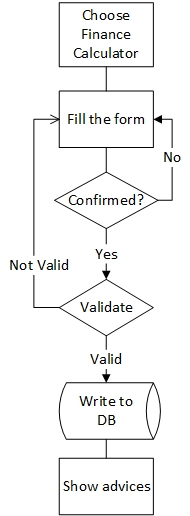 Choose
Finance
Calculator
Fill the form
No
Confirmed?
Yes
Not Valid
Validate
Valid
Write to
DB
Show advices